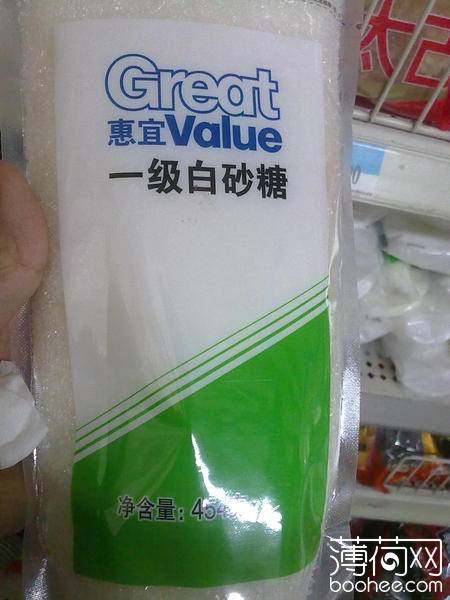 Great
惠宜Value
一级白砂糖
净含量: 454
薄荷网
boohee.com